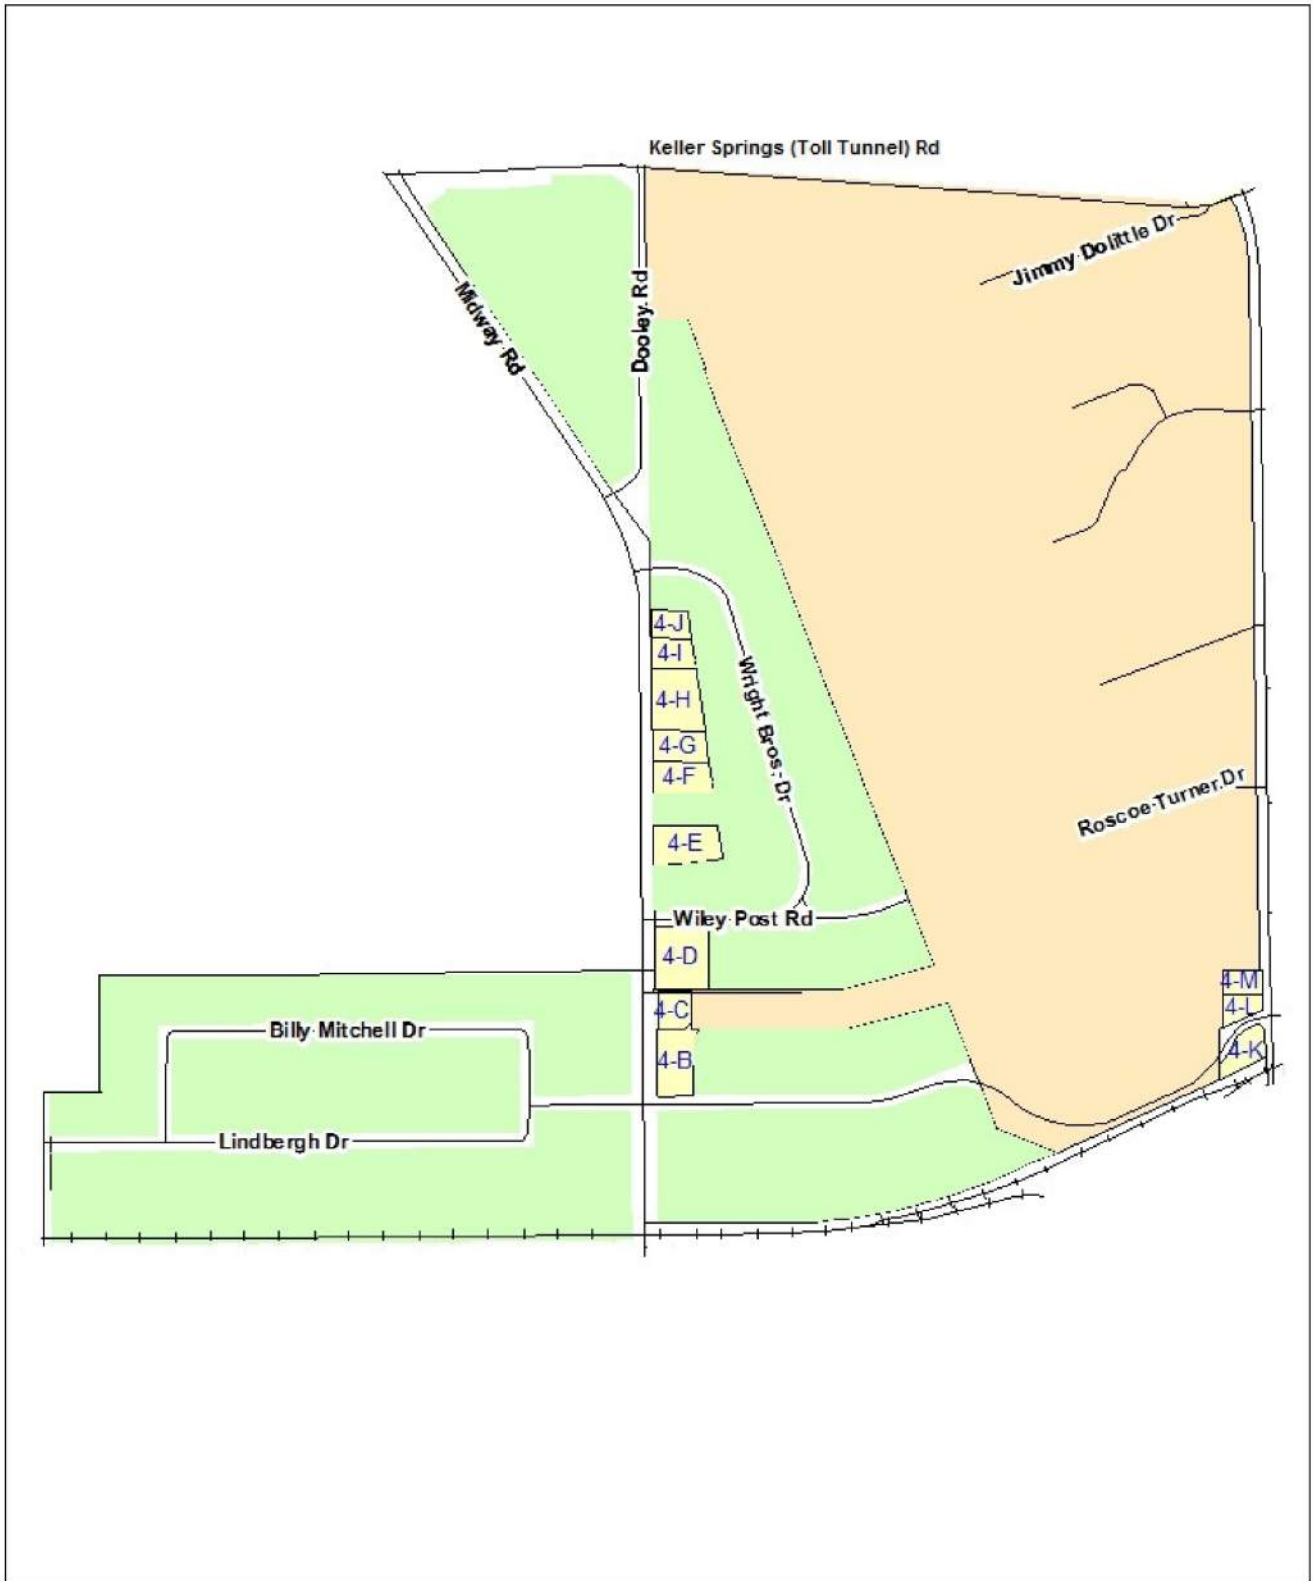 Keller Springs (Toll Tunnel) Rd
Jimmy Dolittle Dr
Midway Rd
Dooley Rd
4-J
4-I
4-H
4-G
4-F
Wright Bros. Dr
Roscoe Turner Dr
4-E
Wiley Post Rd
4-D
4-M
4-C
4-L
Billy Mitchell Dr
4-B
4-K
Lindbergh Dr